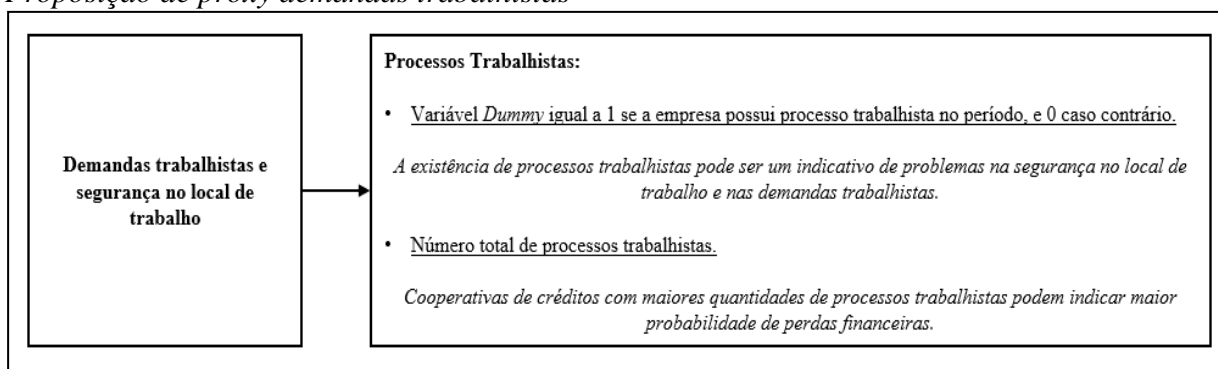 Proposição de proxy demandas trabalhistas
Demandas trabalhistas e
segurança no local de
trabalho
Processos Trabalhistas:
• Variável Dummy igual a 1 se a empresa possui processo trabalhista no período, e 0 caso contrário.
A existência de processos trabalhistas pode ser um indicativo de problemas na segurança no local de
trabalho e nas demandas trabalhistas.
• Número total de processos trabalhistas.
Cooperativas de créditos com maiores quantidades de processos trabalhistas podem indicar maior
probabilidade de perdas financeiras.